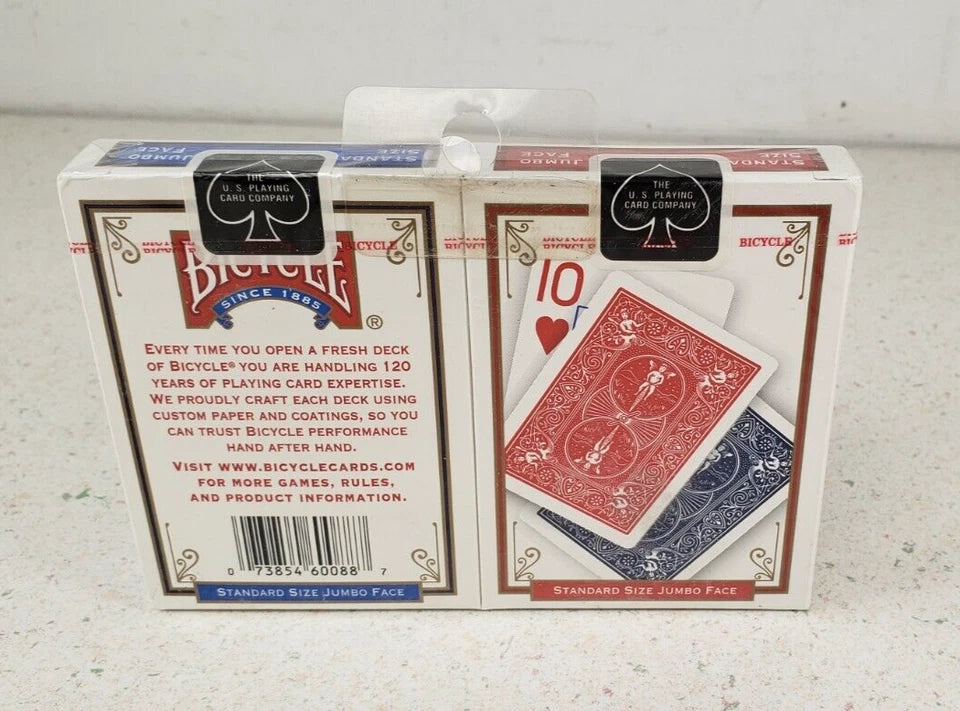 STANDA
SIZE
JUMBO
FACE
STANDA
SIZE
JUMBO
FACE
THE
U. S. PLAYING
CARD COMPANY
THE
U. S. PLAYING
CARD COMPANY
BICYCLE
BICYCLE
BICYCLE
BICYCLE
SINCE 1885
®
EVERY TIME YOU OPEN A FRESH DECK
OF BICYCLE® YOU ARE HANDLING 120
YEARS OF PLAYING CARD EXPERTISE.
WE PROUDLY CRAFT EACH DECK USING
CUSTOM PAPER AND COATINGS, SO YOU
CAN TRUST BICYCLE PERFORMANCE
HAND AFTER HAND.
VISIT WWW.BICYCLECARDS.COM
FOR MORE GAMES, RULES,
AND PRODUCT INFORMATION.
0 73854 60088 7
STANDARD SIZE JUMBO FACE
10
STANDARD SIZE JUMBO FACE